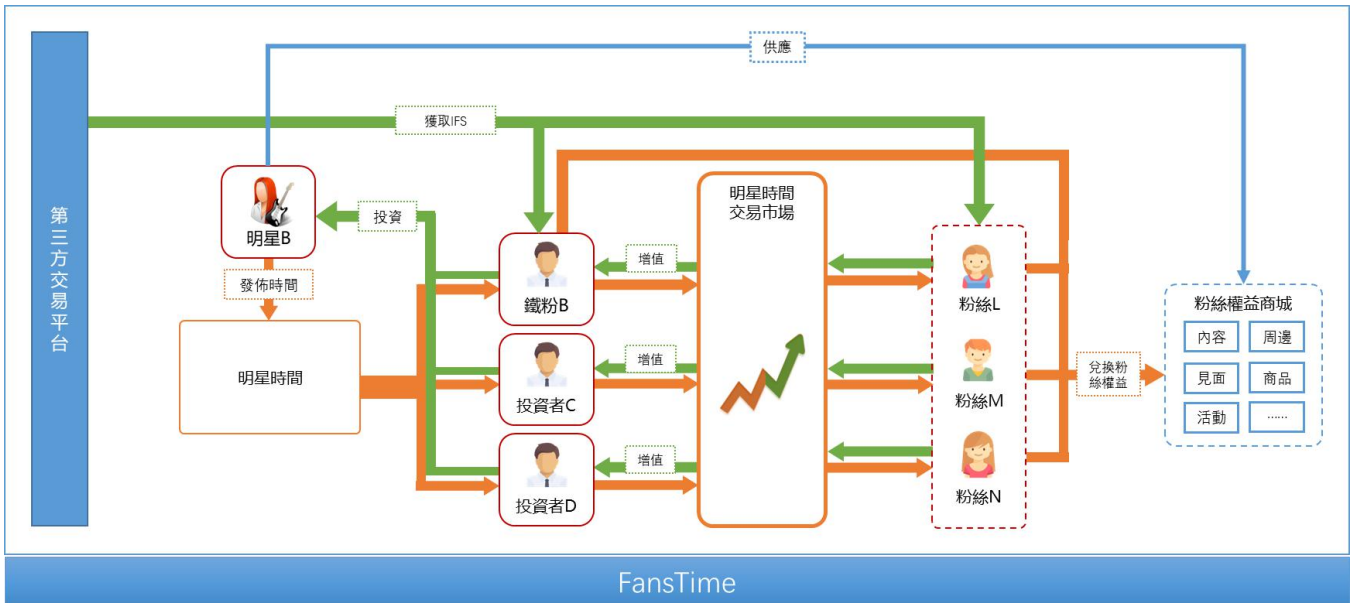 供應
獲取IFS
第三方交易平台
明星B
投資
發佈時間
明星時間
鐵粉B
投資者C
投資者D
增值
增值
增值
明星時間
交易市場
粉絲L
粉絲M
粉絲N
兌換粉
絲權益
粉絲權益商城
內容
周邊
見面
商品
活動
……
FansTime